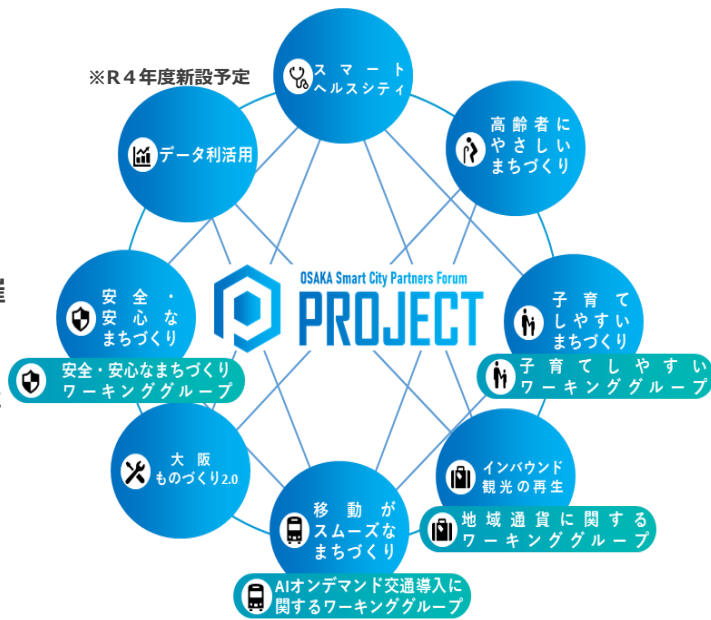 ※R4年度新設予定
スマート
ヘルスシティ
データ利活用
高齢者に
やさしい
まちづくり
OSAKA Smart City Partners Forum
PROJECT
安全・
安心な
まちづくり
安全・安心なまちづくり
ワーキンググループ
子育て
しやすい
まちづくり
子育てしやすい
ワーキンググループ
大阪
ものづくり2.0
インバウンド
観光の再生
地域通貨に関する
ワーキンググループ
移動が
スムーズな
まちづくり
AIオンデマンド交通導入に
関するワーキンググループ